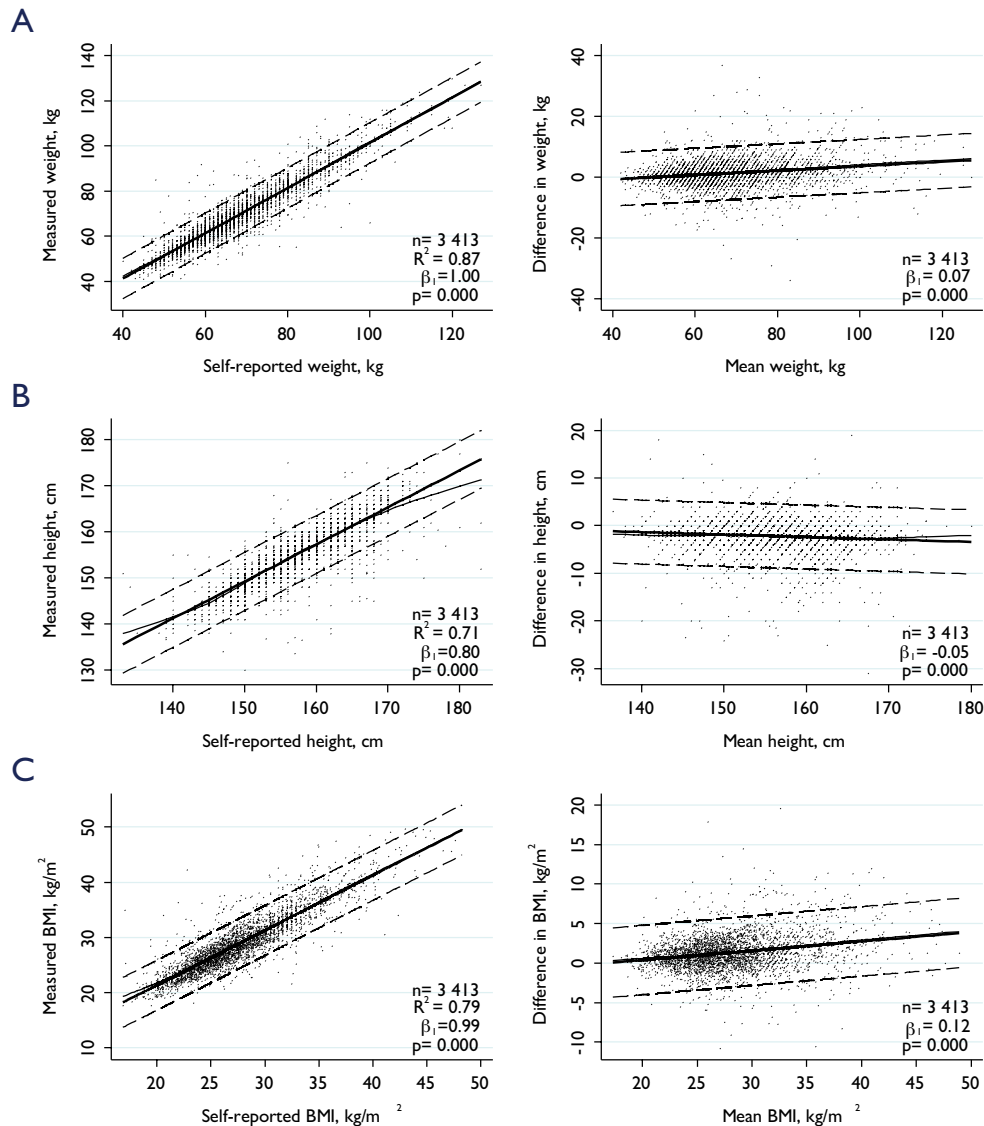 A
Measured weight, kg
140
120
100
80
60
40
n= 3 413
R² = 0.87
β₁=1.00
p= 0.000
40 60 80 100 120
Self-reported weight, kg
Difference in weight, kg
40
20
0
-20
-40
n= 3 413
β₁= 0.07
p= 0.000
40 60 80 100 120
Mean weight, kg
B
Measured height, cm
180
170
160
150
140
130
n= 3 413
R² = 0.71
β₁=0.80
p= 0.000
140 150 160 170 180
Self-reported height, cm
Difference in height, cm
20
10
0
-10
-20
-30
n= 3 413
β₁= -0.05
p= 0.000
140 150 160 170 180
Mean height, cm
C
Measured BMI, kg/m²
50
40
30
20
10
n= 3 413
R² = 0.79
β₁=0.99
p= 0.000
20 25 30 35 40 45 50
Self-reported BMI, kg/m ²
Difference in BMI, kg/m²
20
15
10
5
0
-5
-10
n= 3 413
β₁= 0.12
p= 0.000
20 25 30 35 40 45 50
Mean BMI, kg/m ²